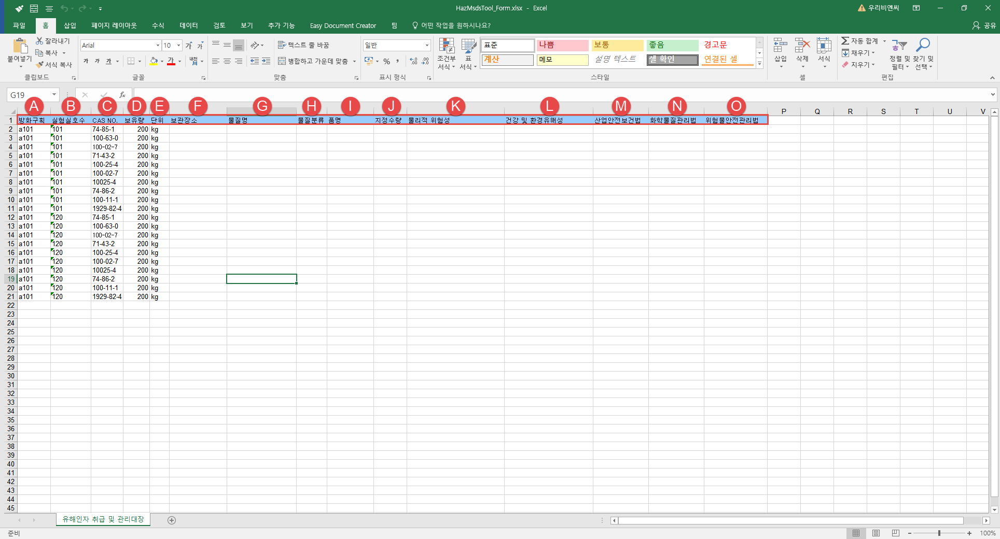 HazMsdsTool_Form.xlsx - Excel
우리비엔씨
파일 홈 삽입 페이지 레이아웃 수식 데이터 검토 보기 추가 기능 Easy Document Creator 팀 어떤 작업을 원하시나요? 공유
붙여넣기
잘라내기
복사
서식 복사
클립보드
Arial 10 가 가
가 가 가 가 내천
글꼴
텍스트 줄 바꿈
병합하고 가운데 맞춤
맞춤
일반
% ,
표시 형식
조건부 서식
표 서식
표준 나쁨 보통 좋음 경고문
계산 메모 설명 텍스트 셀 확인 연결된 셀
스타일
삽입 삭제 서식
셀
자동 합계
채우기
지우기
정렬 및 필터
찾기 및 선택
편집
G19 fx
A B C D E F G H I J K L M N O P Q R S T U V
1 방화구획 실험실호수 CAS NO. 보유량 단위 보관장소 물질명 물질분류 품명 지정수량 물리적 위험성 건강 및 환경유해성 산업안전보건법 화학물질관리법 위험물안전관리법
2 a101 101 74-85-1 200 kg
3 a101 101 100-63-0 200 kg
4 a101 101 100-02-7 200 kg
5 a101 101 71-43-2 200 kg
6 a101 101 100-25-4 200 kg
7 a101 101 100-02-7 200 kg
8 a101 101 10025-4 200 kg
9 a101 101 74-86-2 200 kg
10 a101 101 100-11-1 200 kg
11 a101 101 1929-82-4 200 kg
12 a101 120 74-85-1 200 kg
13 a101 120 100-63-0 200 kg
14 a101 120 100-02-7 200 kg
15 a101 120 71-43-2 200 kg
16 a101 120 100-25-4 200 kg
17 a101 120 100-02-7 200 kg
18 a101 120 10025-4 200 kg
19 a101 120 74-86-2 200 kg
20 a101 120 100-11-1 200 kg
21 a101 120 1929-82-4 200 kg
22
23
24
25
26
27
28
29
30
31
32
33
34
35
36
37
38
39
40
41
42
43
44
45
유해인자 취급 및 관리대장
준비 100%